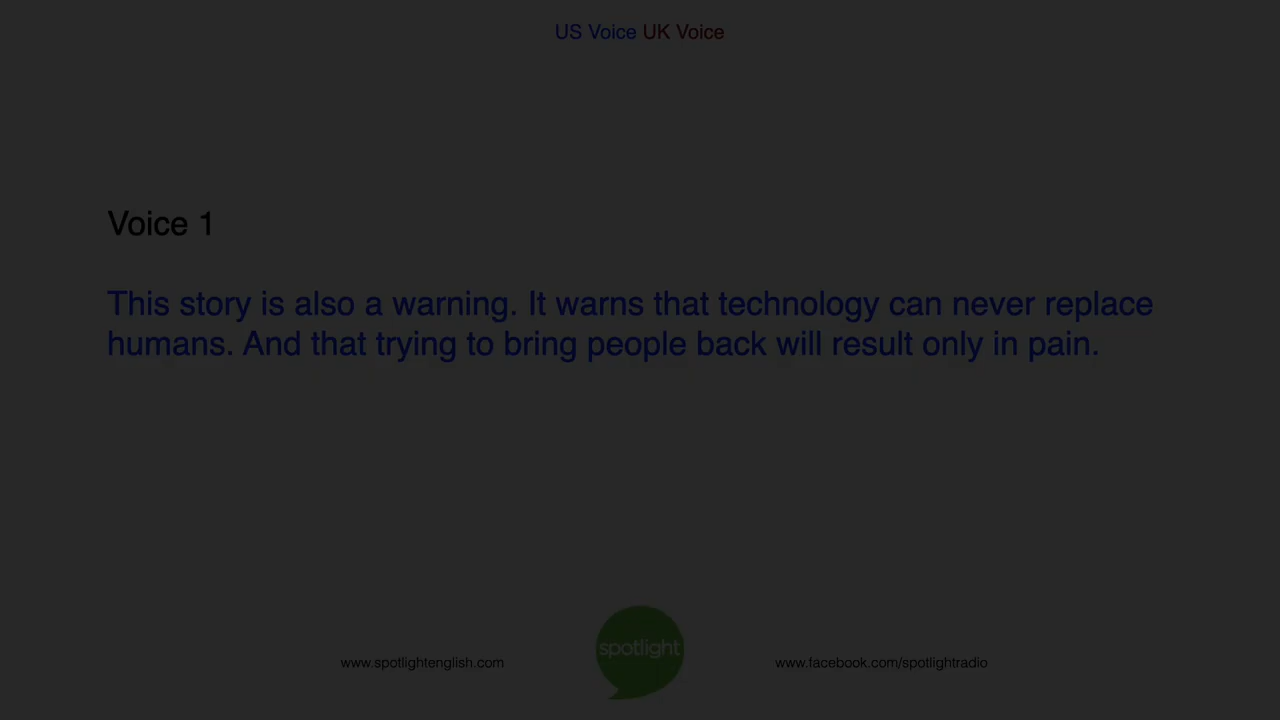 US Voice UK Voice
Voice 1
This story is also a warning. It warns that technology can never replace
humans. And that trying to bring people back will result only in pain.
spotlight
www.spotlightenglish.com
www.facebook.com/spotlightradio